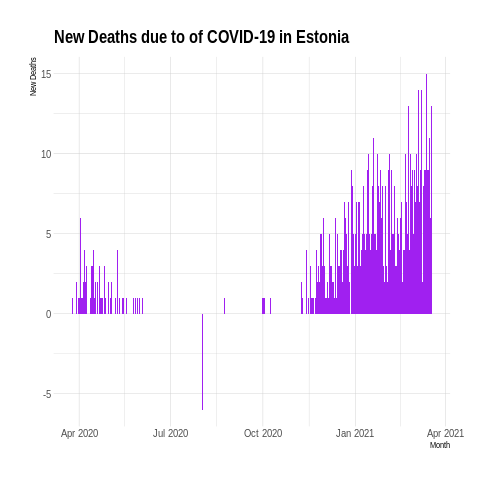 New Deaths due to of COVID-19 in Estonia
New Deaths
15
10
5
0
-5
Apr 2020
Jul 2020
Oct 2020
Jan 2021
Apr 2021
Month